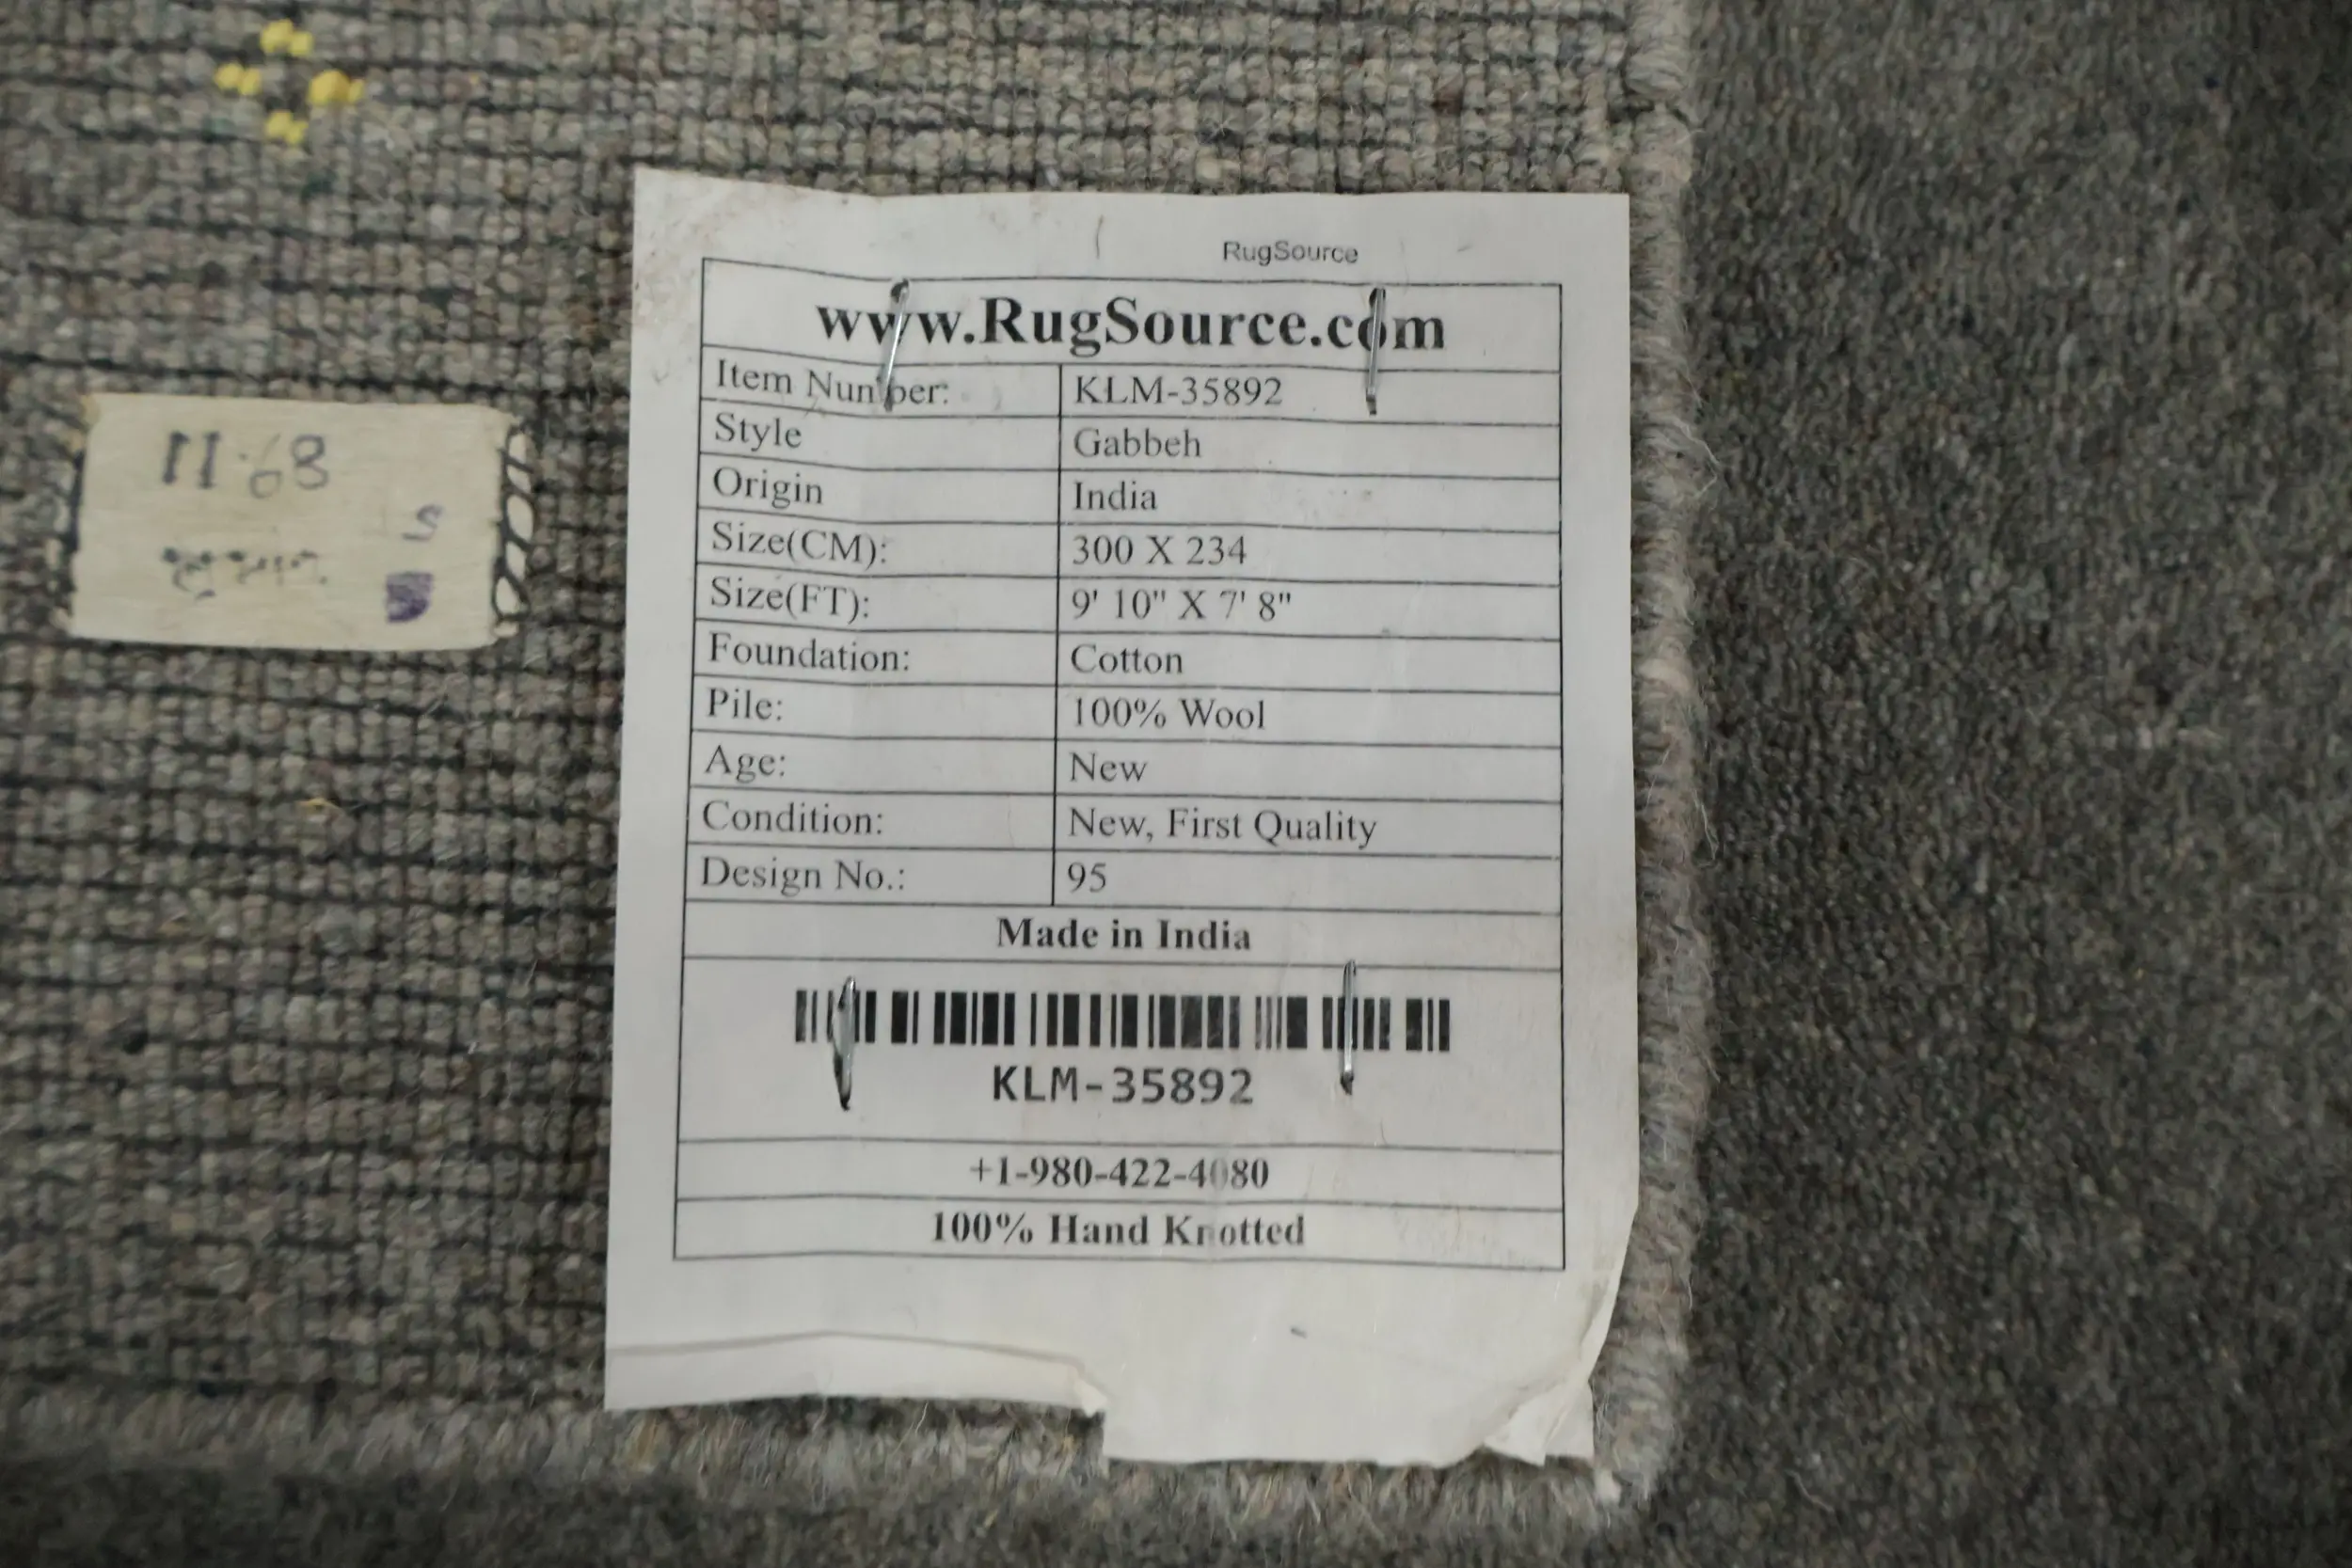 RugSource
www.RugSource.com
Item Number: KLM-35892
Style Gabbeh
Origin India
Size(CM): 300 X 234
Size(FT): 9' 10" X 7' 8"
Foundation: Cotton
Pile: 100% Wool
Age: New
Condition: New, First Quality
Design No.: 95
Made in India
KLM-35892
+1-980-422-4080
100% Hand Knotted